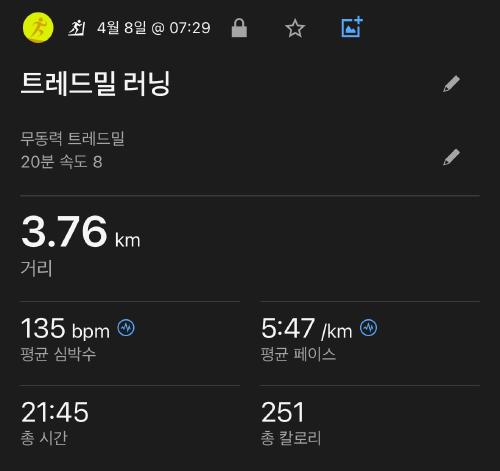 4월 8일 @ 07:29
트레드밀 러닝
무동력 트레드밀
20분 속도 8
3.76 km
거리
135 bpm
평균 심박수
5:47 /km
평균 페이스
21:45
총 시간
251
총 칼로리